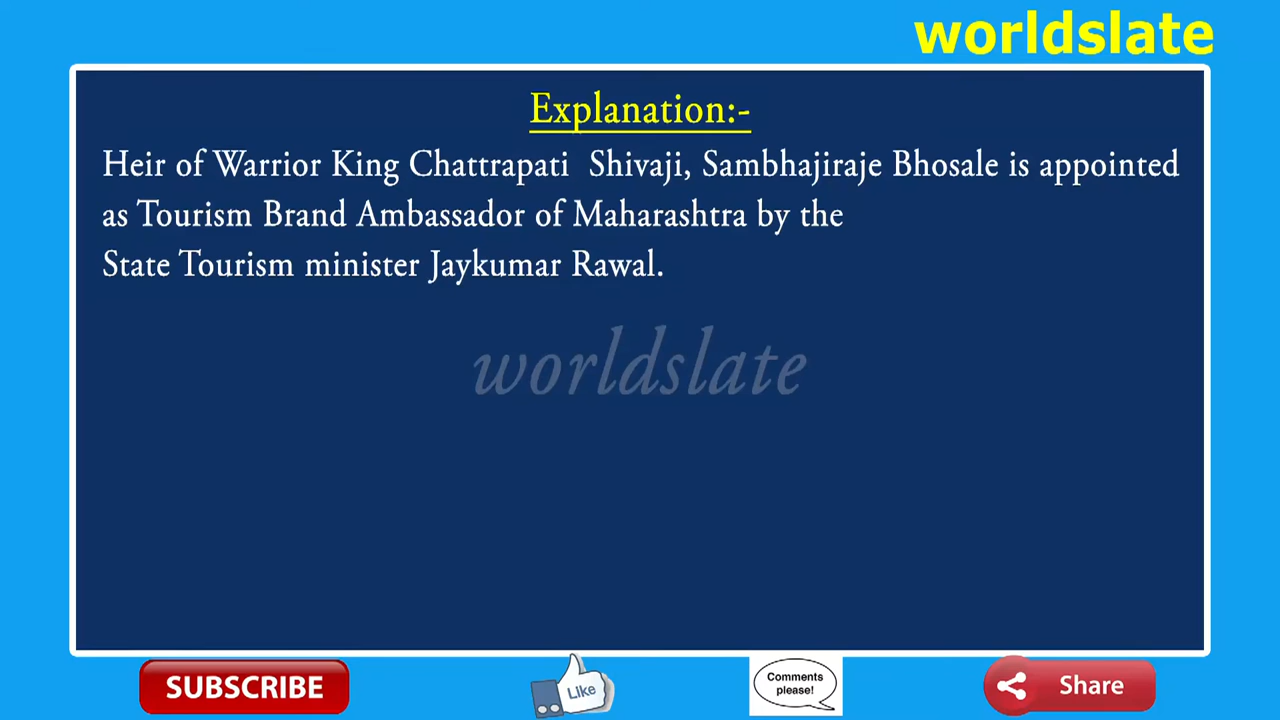 worldslate
Explanation:-
Heir of Warrior King Chattrapati  Shivaji, Sambhajiraje Bhosale is appointed
as Tourism Brand Ambassador of Maharashtra by the
State Tourism minister Jaykumar Rawal.
worldslate
SUBSCRIBE
Like
Comments
please!
Share